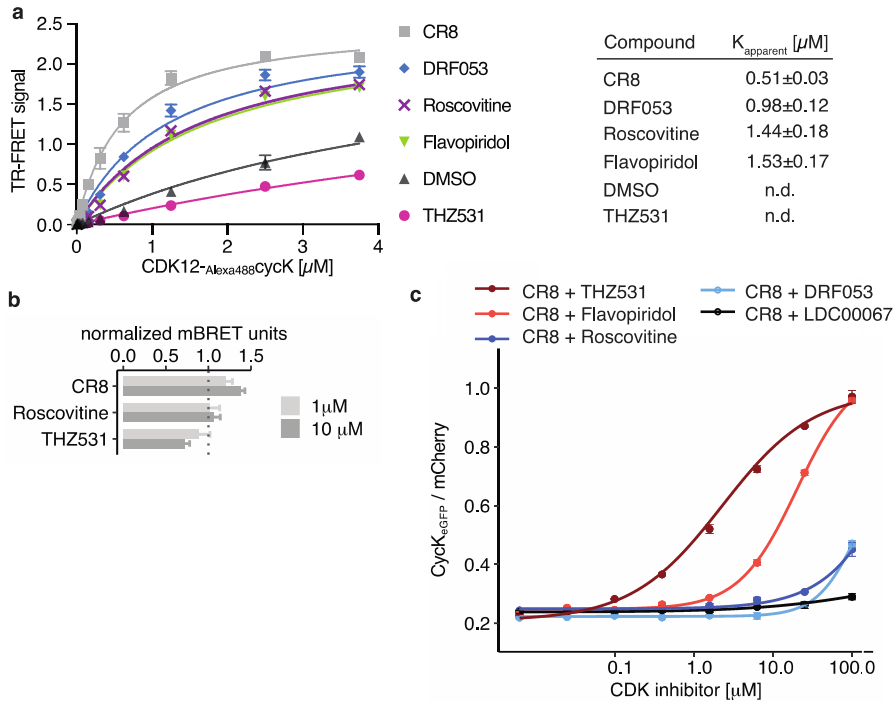 a
TR-FRET signal
2.5
2.0
1.5
1.0
0.5
0.0
0 1 2 3 4
CDK12-Alexa488cycK [μM]
CR8
DRF053
Roscovitine
Flavopiridol
DMSO
THZ531
Compound Kapparent [μM]
CR8 0.51±0.03
DRF053 0.98±0.12
Roscovitine 1.44±0.18
Flavopiridol 1.53±0.17
DMSO n.d.
THZ531 n.d.
b
normalized mBRET units
0.0 0.5 1.0 1.5
CR8
Roscovitine
THZ531
1μM
10 μM
c
CR8 + THZ531
CR8 + Flavopiridol
CR8 + Roscovitine
CR8 + DRF053
CR8 + LDC00067
CycKeGFP / mCherry
1.0
0.8
0.6
0.4
0.2
0.1 1.0 10.0 100.0
CDK inhibitor [μM]